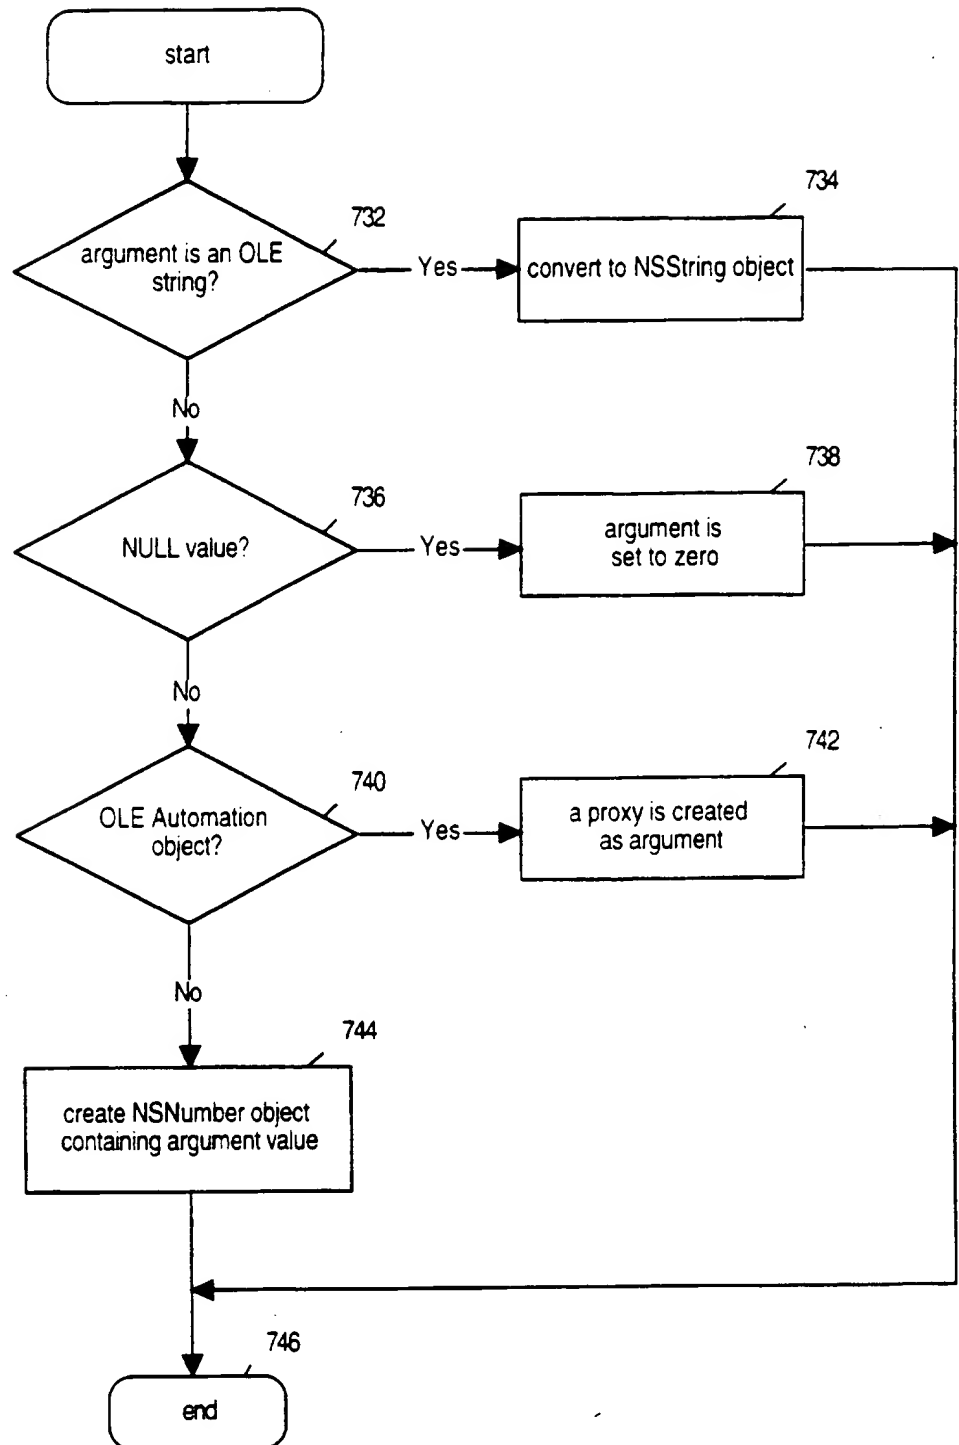 start
732
argument is an OLE
string?
Yes
734
convert to NSString object
No
736
NULL value?
Yes
738
argument is
set to zero
No
740
OLE Automation
object?
Yes
742
a proxy is created
as argument
No
744
create NSNumber object
containing argument value
746
end